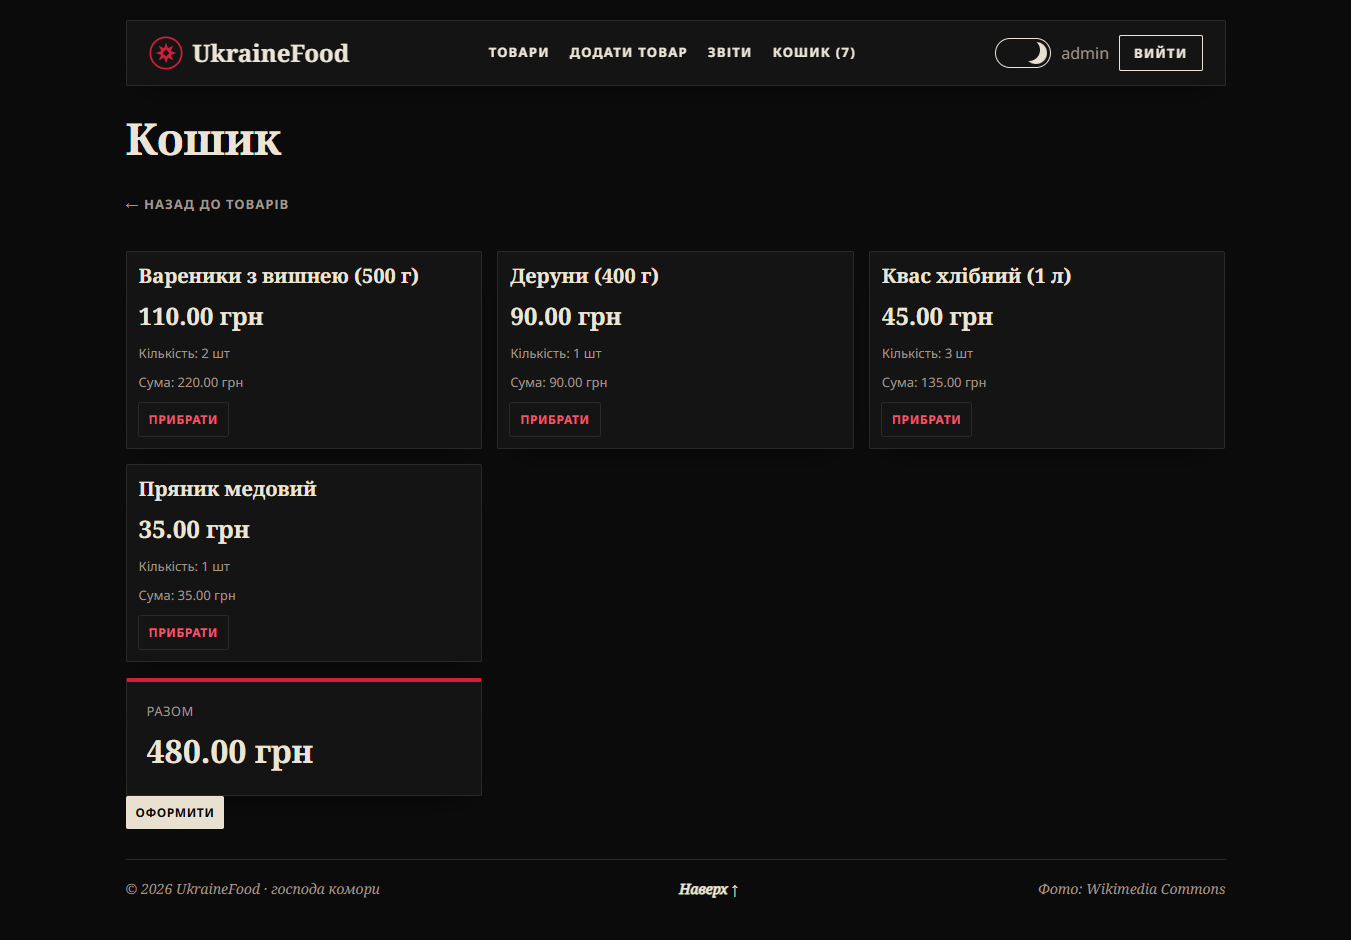 UkraineFood
ТОВАРИ ДОДАТИ ТОВАР ЗВІТИ КОШИК (7)
admin ВИЙТИ
Кошик
← НАЗАД ДО ТОВАРІВ
Вареники з вишнею (500 г)
110.00 грн
Кількість: 2 шт
Сума: 220.00 грн
ПРИБРАТИ
Деруни (400 г)
90.00 грн
Кількість: 1 шт
Сума: 90.00 грн
ПРИБРАТИ
Квас хлібний (1 л)
45.00 грн
Кількість: 3 шт
Сума: 135.00 грн
ПРИБРАТИ
Пряник медовий
35.00 грн
Кількість: 1 шт
Сума: 35.00 грн
ПРИБРАТИ
РАЗОМ
480.00 грн
ОФОРМИТИ
© 2026 UkraineFood · господа комори
Наверх ↑
Фото: Wikimedia Commons